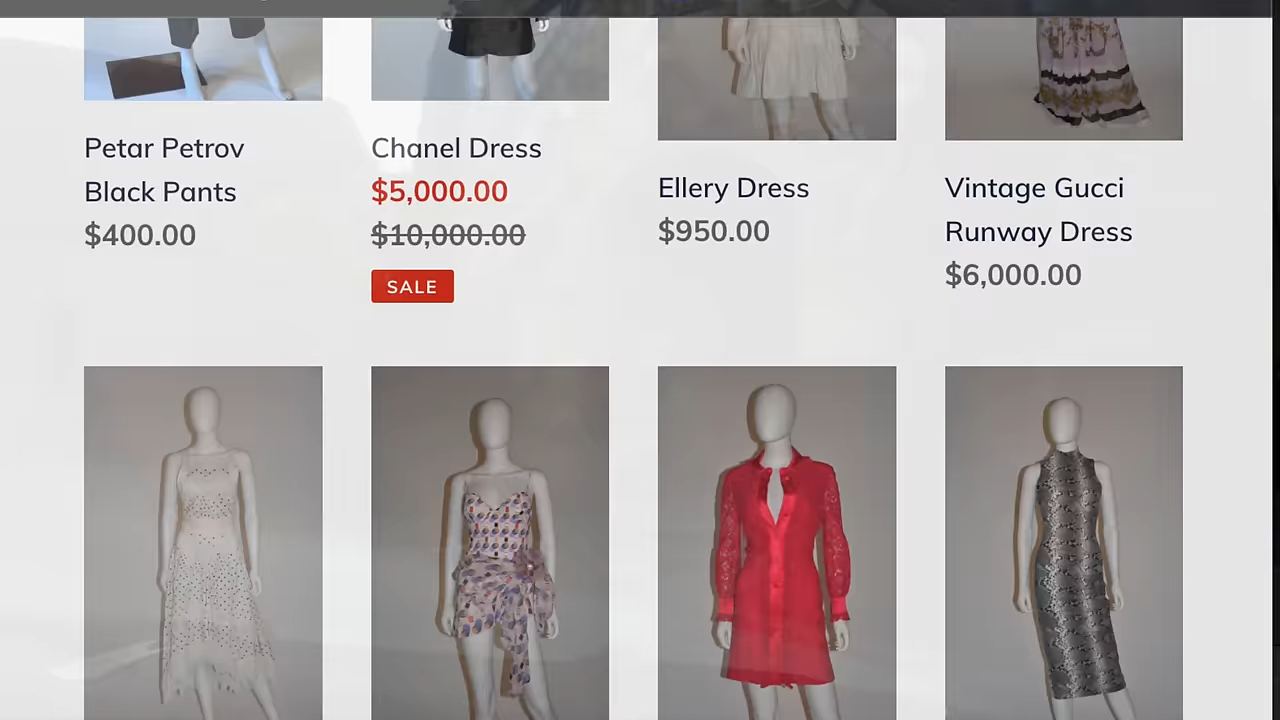 Petar Petrov
Black Pants
$400.00
Chanel Dress
$5,000.00
$10,000.00
SALE
Ellery Dress
$950.00
Vintage Gucci
Runway Dress
$6,000.00